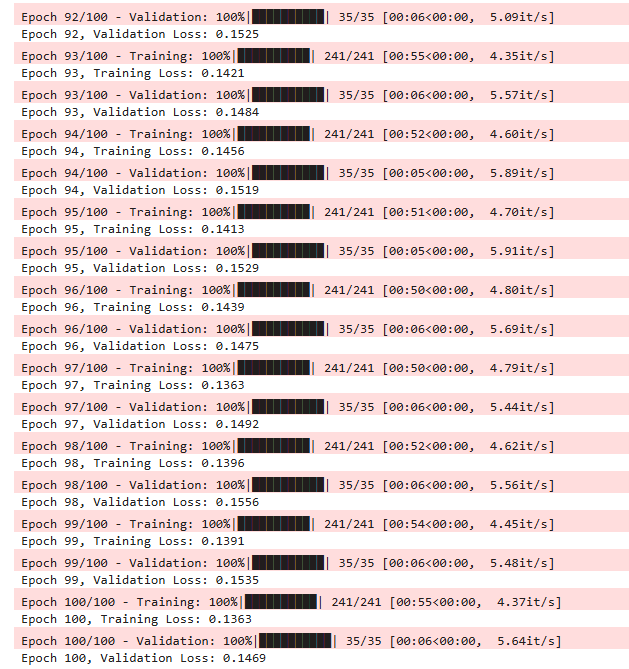 Epoch 92/100 - Validation: 100%|██████████| 35/35 [00:06<00:00,  5.09it/s]
Epoch 92, Validation Loss: 0.1525
Epoch 93/100 - Training: 100%|██████████| 241/241 [00:55<00:00,  4.35it/s]
Epoch 93, Training Loss: 0.1421
Epoch 93/100 - Validation: 100%|██████████| 35/35 [00:06<00:00,  5.57it/s]
Epoch 93, Validation Loss: 0.1484
Epoch 94/100 - Training: 100%|██████████| 241/241 [00:52<00:00,  4.60it/s]
Epoch 94, Training Loss: 0.1456
Epoch 94/100 - Validation: 100%|██████████| 35/35 [00:05<00:00,  5.89it/s]
Epoch 94, Validation Loss: 0.1519
Epoch 95/100 - Training: 100%|██████████| 241/241 [00:51<00:00,  4.70it/s]
Epoch 95, Training Loss: 0.1413
Epoch 95/100 - Validation: 100%|██████████| 35/35 [00:05<00:00,  5.91it/s]
Epoch 95, Validation Loss: 0.1529
Epoch 96/100 - Training: 100%|██████████| 241/241 [00:50<00:00,  4.80it/s]
Epoch 96, Training Loss: 0.1439
Epoch 96/100 - Validation: 100%|██████████| 35/35 [00:06<00:00,  5.69it/s]
Epoch 96, Validation Loss: 0.1475
Epoch 97/100 - Training: 100%|██████████| 241/241 [00:50<00:00,  4.79it/s]
Epoch 97, Training Loss: 0.1363
Epoch 97/100 - Validation: 100%|██████████| 35/35 [00:06<00:00,  5.44it/s]
Epoch 97, Validation Loss: 0.1492
Epoch 98/100 - Training: 100%|██████████| 241/241 [00:52<00:00,  4.62it/s]
Epoch 98, Training Loss: 0.1396
Epoch 98/100 - Validation: 100%|██████████| 35/35 [00:06<00:00,  5.56it/s]
Epoch 98, Validation Loss: 0.1556
Epoch 99/100 - Training: 100%|██████████| 241/241 [00:54<00:00,  4.45it/s]
Epoch 99, Training Loss: 0.1391
Epoch 99/100 - Validation: 100%|██████████| 35/35 [00:06<00:00,  5.48it/s]
Epoch 99, Validation Loss: 0.1535
Epoch 100/100 - Training: 100%|██████████| 241/241 [00:55<00:00,  4.37it/s]
Epoch 100, Training Loss: 0.1363
Epoch 100/100 - Validation: 100%|██████████| 35/35 [00:06<00:00,  5.64it/s]
Epoch 100, Validation Loss: 0.1469